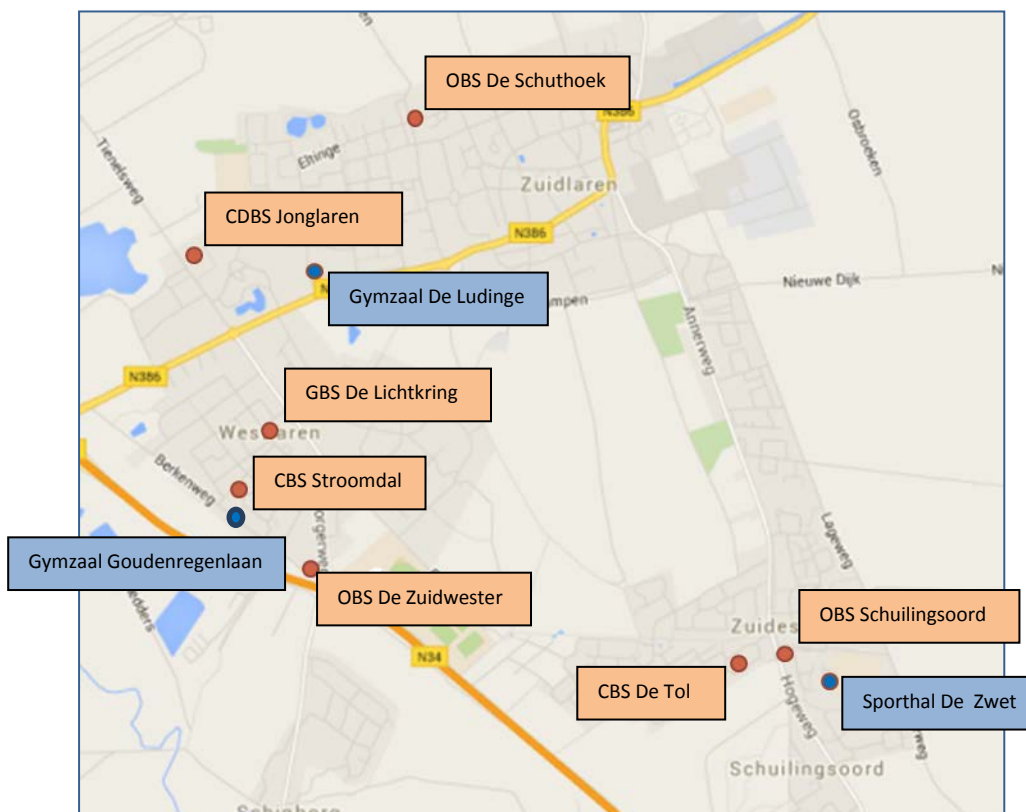 OBS De Schuthoek
N386
Osbroeken
Tienelsweg
Eltinge
Zuidlaren
CDBS Jonglaren
N386
Gymzaal De Ludinge
Nieuwe Dijk
Annerweg
N386
GBS De Lichtkring
Berkenweg
CBS Stroomdal
Lageweg
Gymzaal Goudenregenlaan
OBS De Zuidwester
OBS Schuilingsoord
N34
CBS De Tol
Hogeweg
Sporthal De Zwet
Schuilingsoord